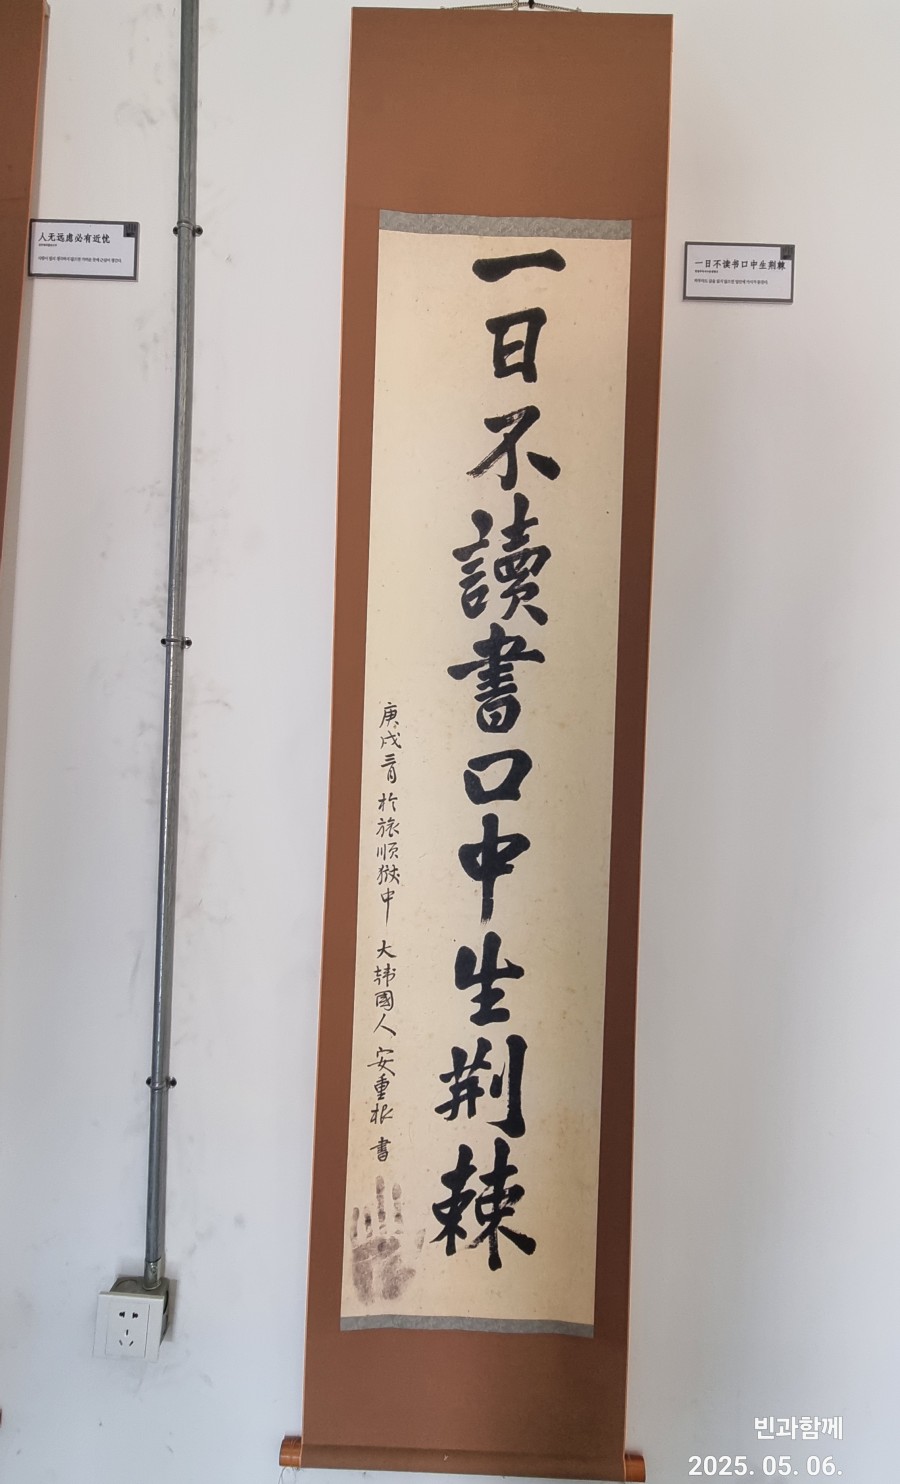 人无远虑必有近忧
一日不读书口中生荆棘
一日不讀書口中生荊棘
庚戌三月 於旅順獄中 大韓國人 安重根 書
빈과함께
2025. 05. 06.